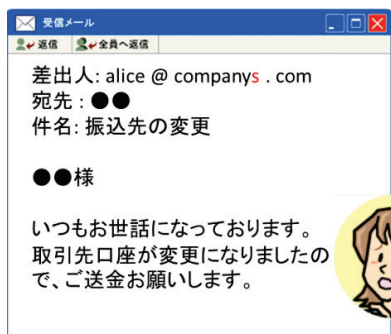 受信メール
返信 全員へ返信
差出人: alice @ companys . com
宛先 : ●●
件名: 振込先の変更
●●様
いつもお世話になっております。
取引先口座が変更になりましたの
で、ご送金お願いします。